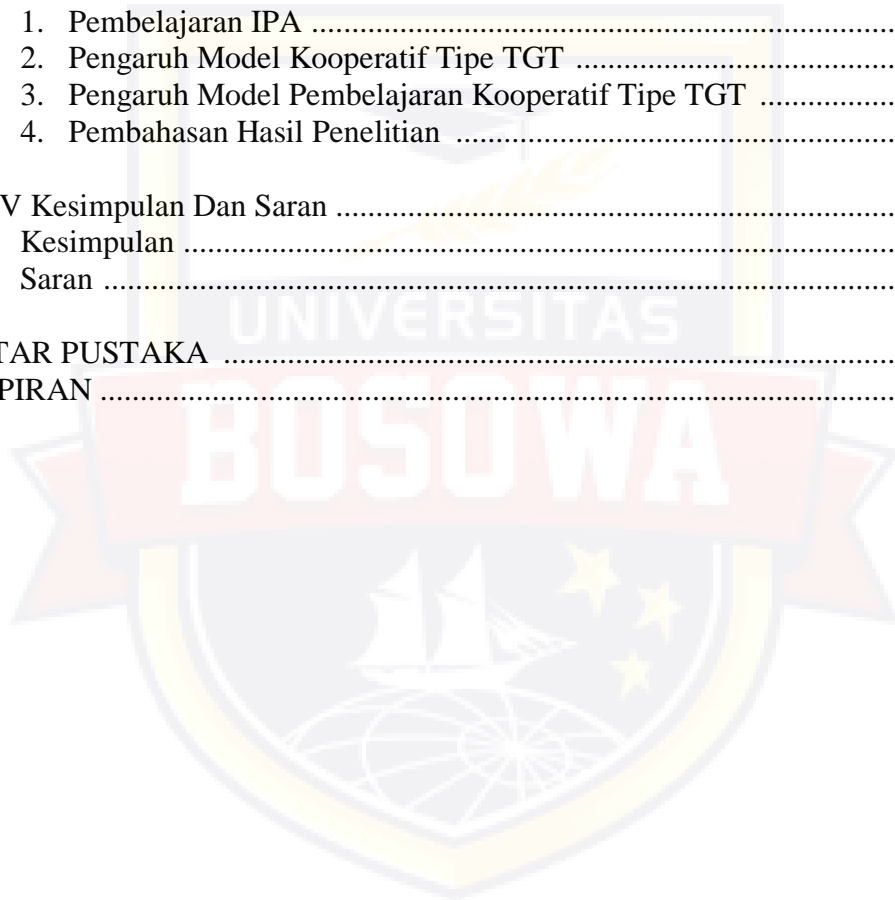 1. Pembelajaran IPA ..........................................................................................
2. Pengaruh Model Kooperatif Tipe TGT ................................................
3. Pengaruh Model Pembelajaran Kooperatif Tipe TGT ....................
4. Pembahasan Hasil Penelitian ......................................................................
V Kesimpulan Dan Saran .......................................................................................
Kesimpulan ...............................................................................................................
Saran ............................................................................................................................
TAR PUSTAKA ........................................................................................................
PIRAN .........................................................................................................................
UNIVERSITAS
BOSOWA